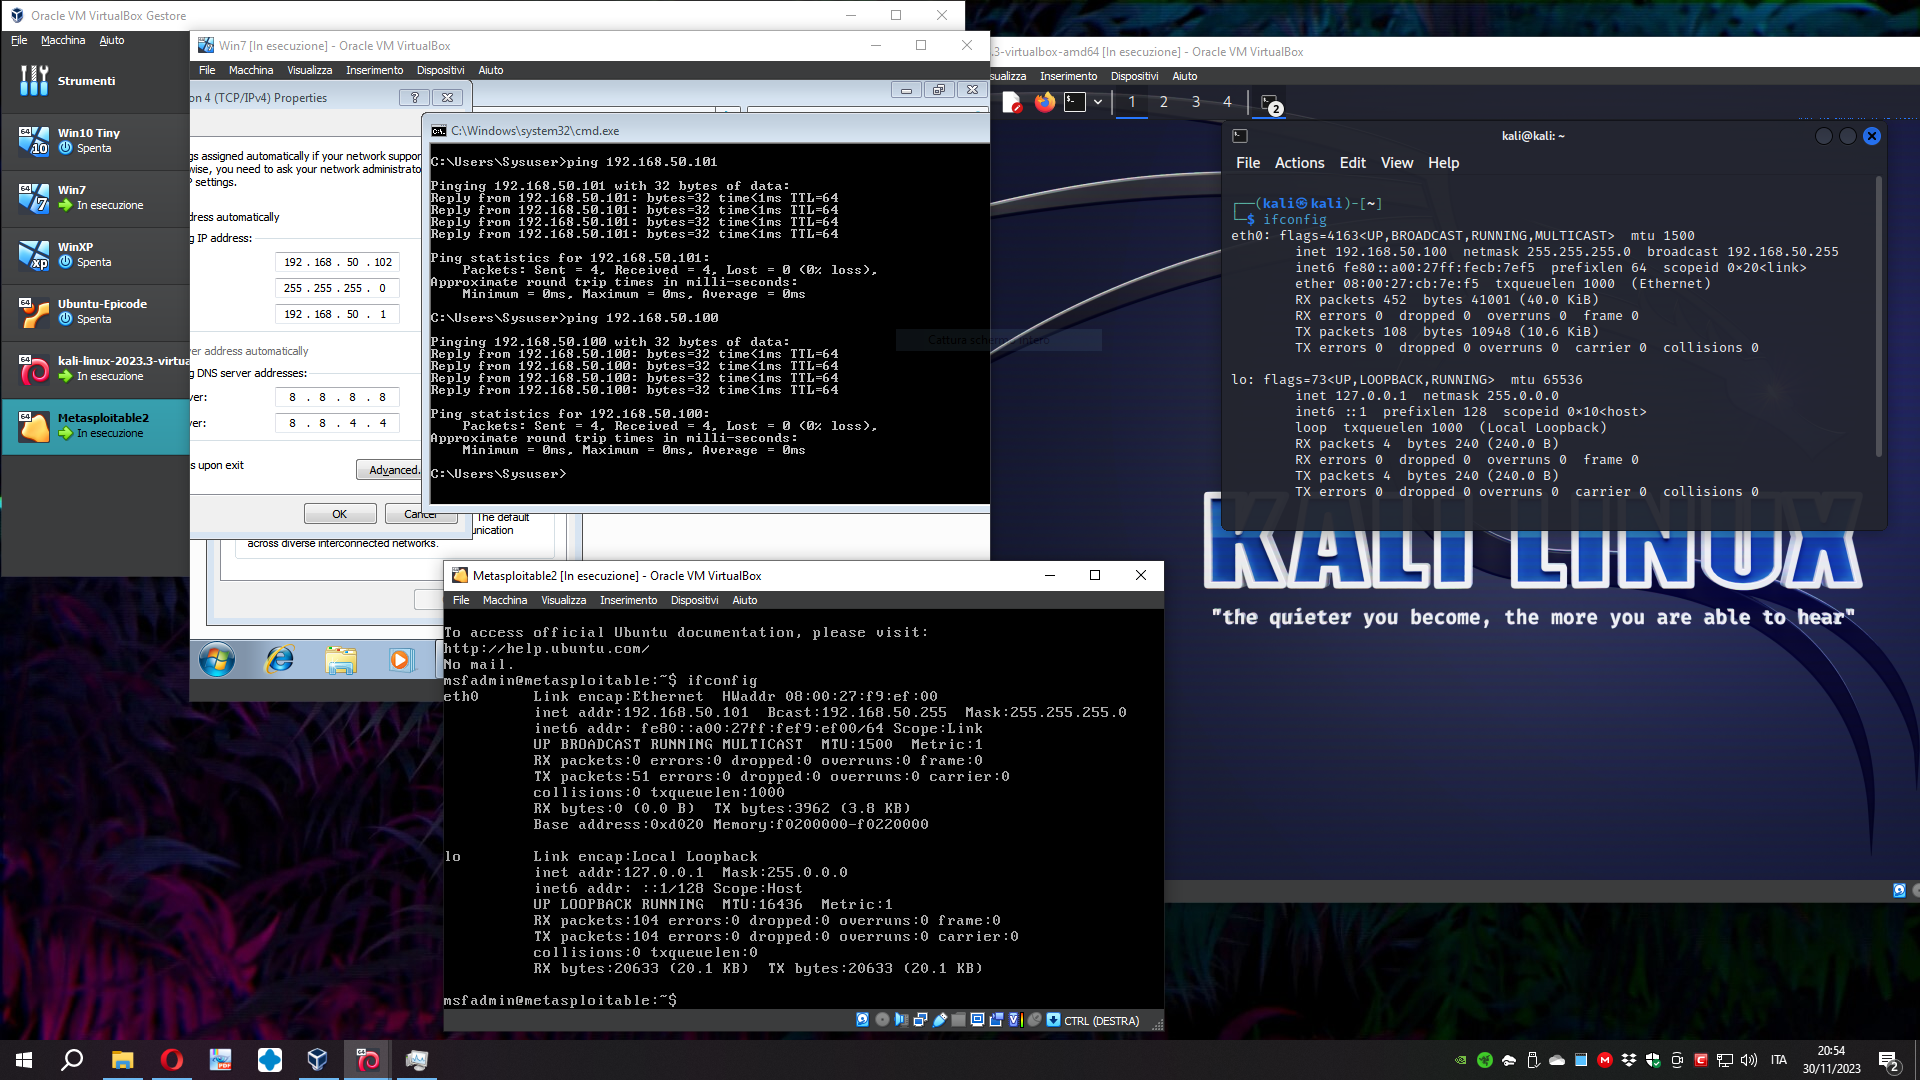 Oracle VM VirtualBox Gestore
File Macchina Aiuto
Strumenti
64
10
Win10 Tiny
Spenta
64
7
Win7
In esecuzione
xp
WinXP
Spenta
64
Ubuntu-Epicode
Spenta
64
kali-linux-2023.3-virtua
In esecuzione
64
Metasploitable2
In esecuzione
Win7 [In esecuzione] - Oracle VM VirtualBox
File Macchina Visualizza Inserimento Dispositivi Aiuto
on 4 (TCP/IPv4) Properties
gs assigned automatically if your network suppor
wise, you need to ask your network administrato
P settings.
dress automatically
g IP address:
192 . 168 . 50 . 102
255 . 255 . 255 . 0
192 . 168 . 50 . 1
ver address automatically
g DNS server addresses:
ver: 8 . 8 . 8 . 8
ver: 8 . 8 . 4 . 4
s upon exit
Advanced.
OK Cancel
The default
unication
across diverse interconnected networks.
C:\Windows\system32\cmd.exe
C:\Users\Sysuser>ping 192.168.50.101
Pinging 192.168.50.101 with 32 bytes of data:
Reply from 192.168.50.101: bytes=32 time<1ms TTL=64
Reply from 192.168.50.101: bytes=32 time<1ms TTL=64
Reply from 192.168.50.101: bytes=32 time<1ms TTL=64
Reply from 192.168.50.101: bytes=32 time<1ms TTL=64
Ping statistics for 192.168.50.101:
Packets: Sent = 4, Received = 4, Lost = 0 (0% loss),
Approximate round trip times in milli-seconds:
Minimum = 0ms, Maximum = 0ms, Average = 0ms
C:\Users\Sysuser>ping 192.168.50.100
Pinging 192.168.50.100 with 32 bytes of data:
Reply from 192.168.50.100: bytes=32 time<1ms TTL=64
Reply from 192.168.50.100: bytes=32 time<1ms TTL=64
Reply from 192.168.50.100: bytes=32 time<1ms TTL=64
Reply from 192.168.50.100: bytes=32 time<1ms TTL=64
Ping statistics for 192.168.50.100:
Packets: Sent = 4, Received = 4, Lost = 0 (0% loss),
Approximate round trip times in milli-seconds:
Minimum = 0ms, Maximum = 0ms, Average = 0ms
C:\Users\Sysuser>
.3-virtualbox-amd64 [In esecuzione] - Oracle VM VirtualBox
sualizza Inserimento Dispositivi Aiuto
1 2 3 4 2
kali@kali: ~
File Actions Edit View Help
┌──(kali㉿kali)-[~]
└─$ ifconfig
eth0: flags=4163<UP,BROADCAST,RUNNING,MULTICAST> mtu 1500
inet 192.168.50.100 netmask 255.255.255.0 broadcast 192.168.50.255
inet6 fe80::a00:27ff:fecb:7ef5 prefixlen 64 scopeid 0×20<link>
ether 08:00:27:cb:7e:f5 txqueuelen 1000 (Ethernet)
RX packets 452 bytes 41001 (40.0 KiB)
RX errors 0 dropped 0 overruns 0 frame 0
TX packets 108 bytes 10948 (10.6 KiB)
TX errors 0 dropped 0 overruns 0 carrier 0 collisions 0
lo: flags=73<UP,LOOPBACK,RUNNING> mtu 65536
inet 127.0.0.1 netmask 255.0.0.0
inet6 ::1 prefixlen 128 scopeid 0×10<host>
loop txqueuelen 1000 (Local Loopback)
RX packets 4 bytes 240 (240.0 B)
RX errors 0 dropped 0 overruns 0 frame 0
TX packets 4 bytes 240 (240.0 B)
TX errors 0 dropped 0 overruns 0 carrier 0 collisions 0
KALI LINUX
"the quieter you become, the more you are able to hear"
Metasploitable2 [In esecuzione] - Oracle VM VirtualBox
File Macchina Visualizza Inserimento Dispositivi Aiuto
To access official Ubuntu documentation, please visit:
http://help.ubuntu.com/
No mail.
msfadmin@metasploitable:~$ ifconfig
eth0 Link encap:Ethernet HWaddr 08:00:27:f9:ef:00
inet addr:192.168.50.101 Bcast:192.168.50.255 Mask:255.255.255.0
inet6 addr: fe80::a00:27ff:fef9:ef00/64 Scope:Link
UP BROADCAST RUNNING MULTICAST MTU:1500 Metric:1
RX packets:0 errors:0 dropped:0 overruns:0 frame:0
TX packets:51 errors:0 dropped:0 overruns:0 carrier:0
collisions:0 txqueuelen:1000
RX bytes:0 (0.0 B) TX bytes:3962 (3.8 KB)
Base address:0xd020 Memory:f0200000-f0220000
lo Link encap:Local Loopback
inet addr:127.0.0.1 Mask:255.0.0.0
inet6 addr: ::1/128 Scope:Host
UP LOOPBACK RUNNING MTU:16436 Metric:1
RX packets:104 errors:0 dropped:0 overruns:0 frame:0
TX packets:104 errors:0 dropped:0 overruns:0 carrier:0
collisions:0 txqueuelen:0
RX bytes:20633 (20.1 KB) TX bytes:20633 (20.1 KB)
msfadmin@metasploitable:~$
CTRL (DESTRA)
ITA
20:54
30/11/2023
2